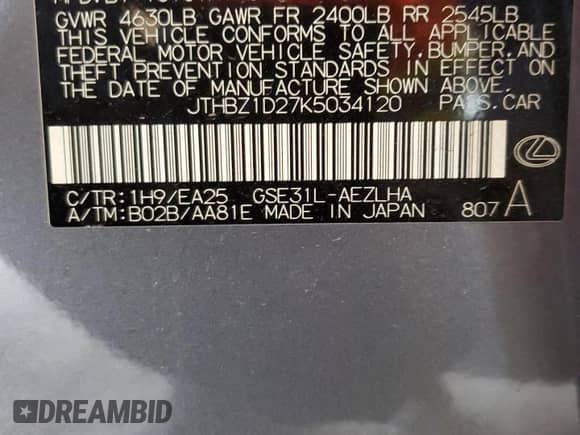 GVWR 4630LB GAWR FR 2400LB RR 2545LB
THIS VEHICLE CONFORMS TO ALL APPLICABLE
FEDERAL MOTOR VEHICLE SAFETY, BUMPER, AND
THEFT PREVENTION STANDARDS IN EFFECT ON
THE DATE OF MANUFACTURE SHOWN ABOVE.
JTHBZ1D27K5034120 PASS.CAR
C/TR: 1H9/EA25 GSE31L-AEZLHA
A/TM: B02B/AA81E MADE IN JAPAN 807 A
DREAMBID